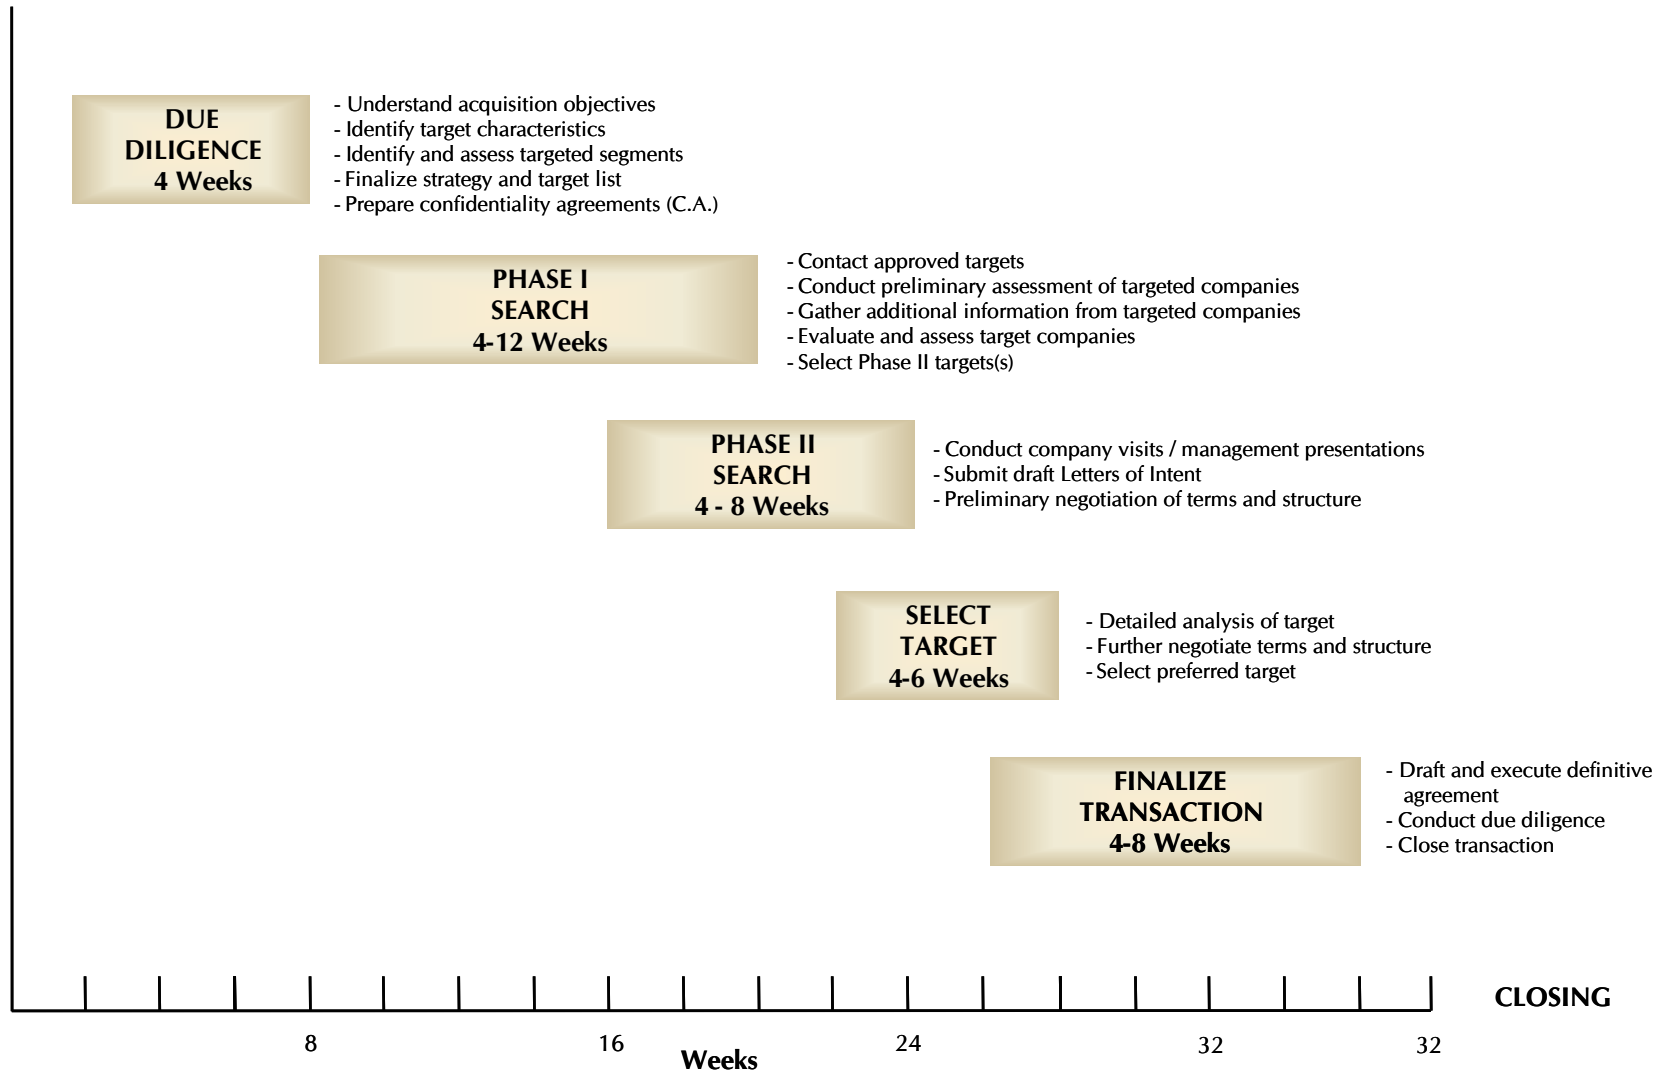 DUE
DILIGENCE
4 Weeks
- Understand acquisition objectives
- Identify target characteristics
- Identify and assess targeted segments
- Finalize strategy and target list
- Prepare confidentiality agreements (C.A.)
PHASE I
SEARCH
4-12 Weeks
- Contact approved targets
- Conduct preliminary assessment of targeted companies
- Gather additional information from targeted companies
- Evaluate and assess target companies
- Select Phase II targets(s)
PHASE II
SEARCH
4 - 8 Weeks
- Conduct company visits / management presentations
- Submit draft Letters of Intent
- Preliminary negotiation of terms and structure
SELECT
TARGET
4-6 Weeks
- Detailed analysis of target
- Further negotiate terms and structure
- Select preferred target
FINALIZE
TRANSACTION
4-8 Weeks
- Draft and execute definitive
agreement
- Conduct due diligence
- Close transaction
CLOSING
8 16 24 32 32
Weeks